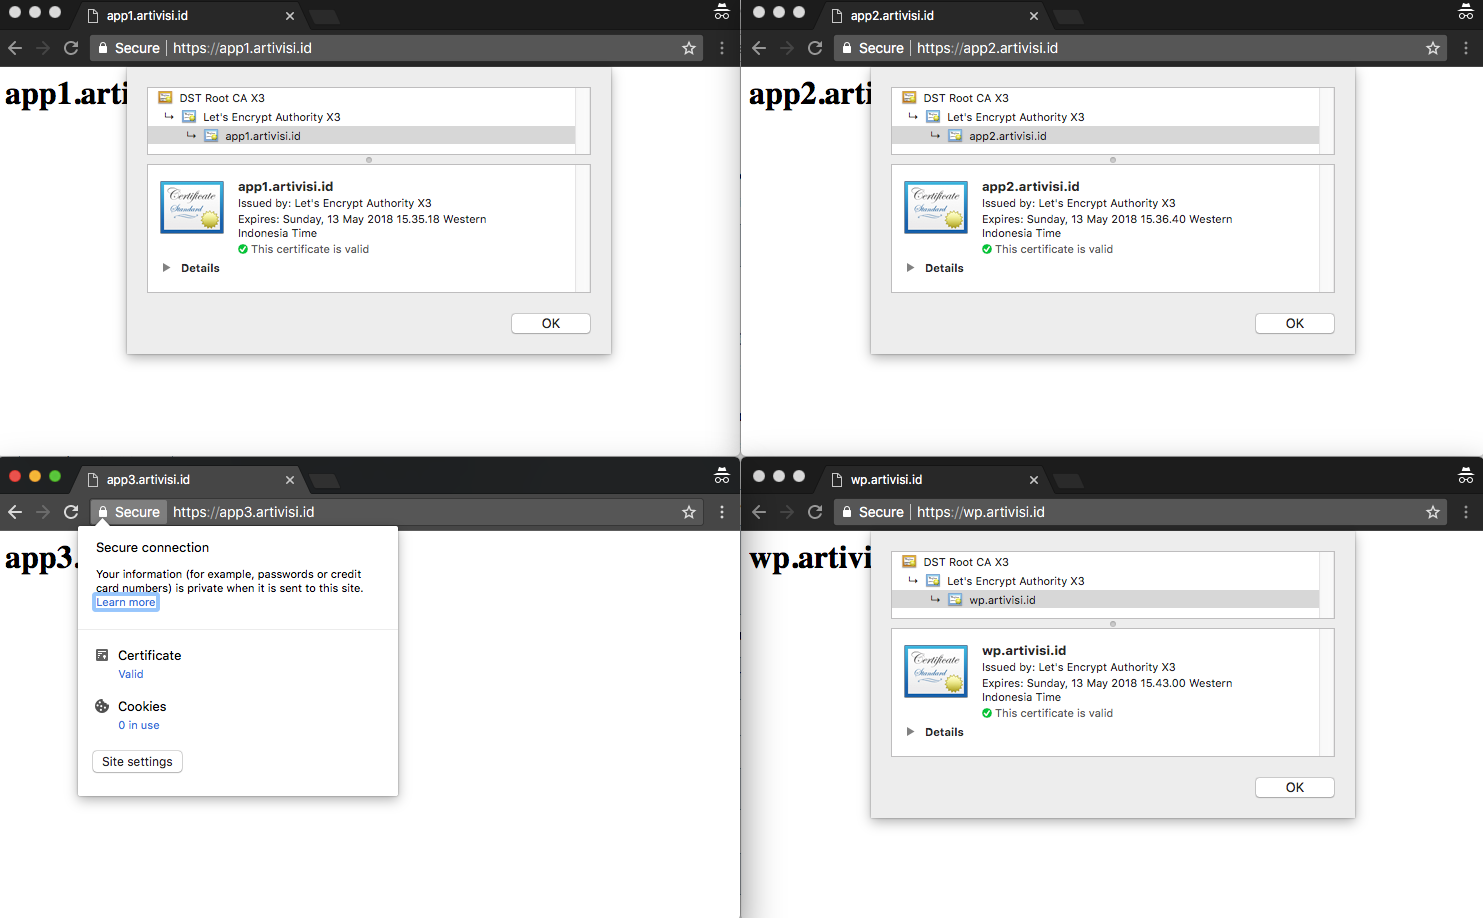 app1.artivisi.id
Secure
https://app1.artivisi.id
app1.arti
DST Root CA X3
Let's Encrypt Authority X3
app1.artivisi.id
app1.artivisi.id
Issued by: Let's Encrypt Authority X3
Expires: Sunday, 13 May 2018 15.35.18 Western
Indonesia Time
This certificate is valid
Details
OK
app2.artivisi.id
Secure
https://app2.artivisi.id
app2.arti
DST Root CA X3
Let's Encrypt Authority X3
app2.artivisi.id
app2.artivisi.id
Issued by: Let's Encrypt Authority X3
Expires: Sunday, 13 May 2018 15.36.40 Western
Indonesia Time
This certificate is valid
Details
OK
app3.artivisi.id
Secure
https://app3.artivisi.id
app3.
Secure connection
Your information (for example, passwords or credit
card numbers) is private when it is sent to this site.
Learn more
Certificate
Valid
Cookies
0 in use
Site settings
wp.artivisi.id
Secure
https://wp.artivisi.id
wp.artivisi
DST Root CA X3
Let's Encrypt Authority X3
wp.artivisi.id
wp.artivisi.id
Issued by: Let's Encrypt Authority X3
Expires: Sunday, 13 May 2018 15.43.00 Western
Indonesia Time
This certificate is valid
Details
OK